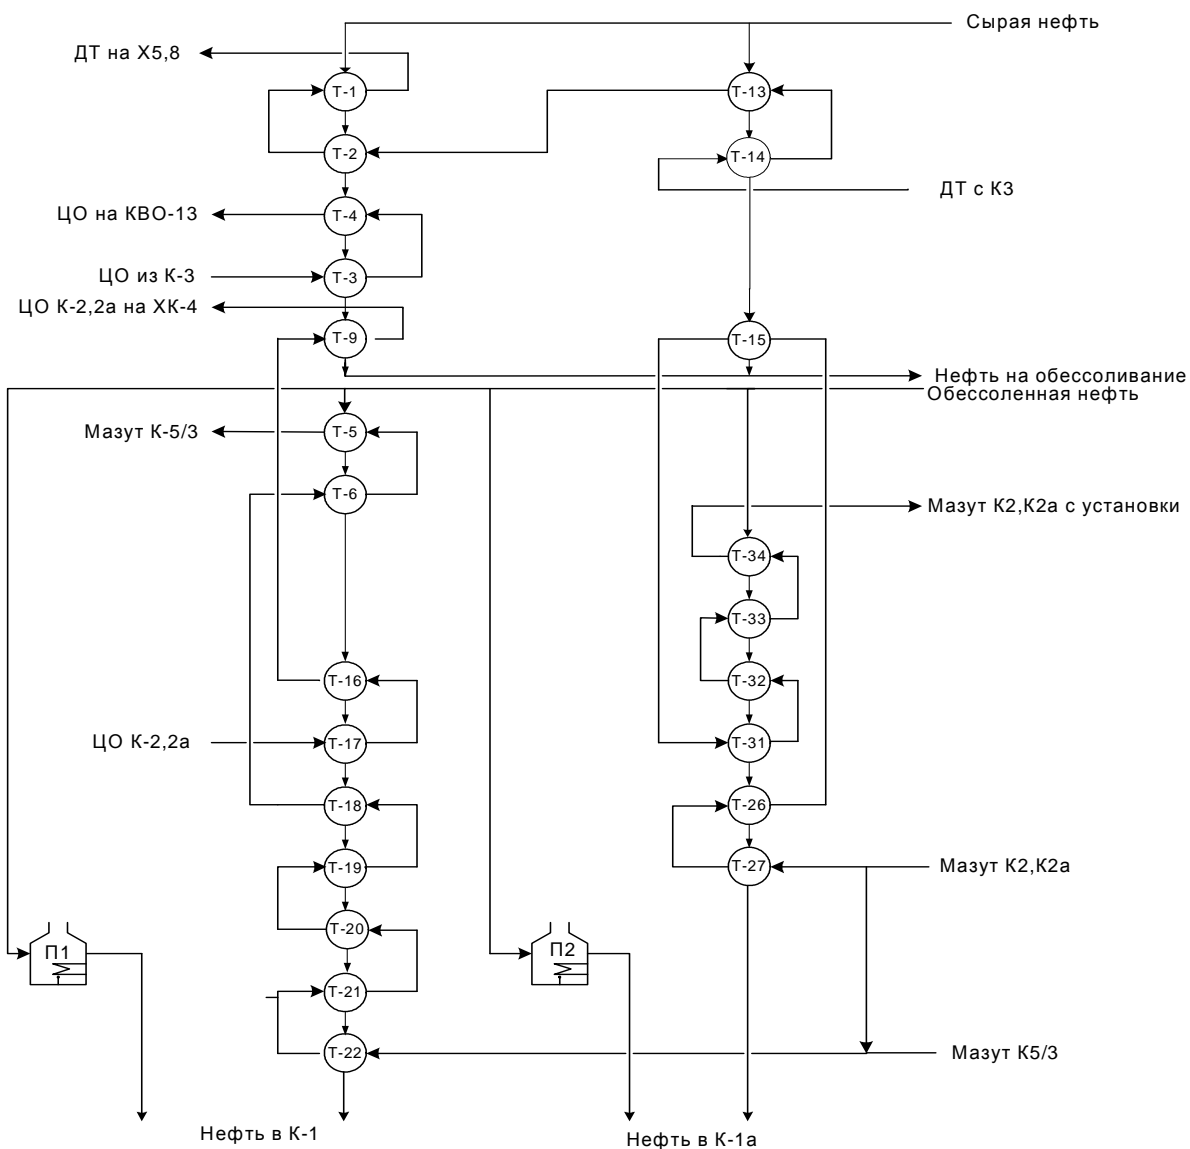 Сырая нефть
ДТ на Х5,8
Т-1
Т-13
Т-2
Т-14
ДТ с К3
ЦО на КВО-13
Т-4
ЦО из К-3
Т-3
ЦО К-2,2а на ХК-4
Т-9
Т-15
Нефть на обессоливание
Обессоленная нефть
Мазут К-5/3
Т-5
Т-6
Мазут К2,К2а с установки
Т-34
Т-33
Т-16
Т-32
ЦО К-2,2а
Т-17
Т-31
Т-18
Т-26
Т-19
Т-27
Мазут К2,К2а
Т-20
П1
П2
Т-21
Т-22
Мазут К5/3
Нефть в К-1
Нефть в К-1а